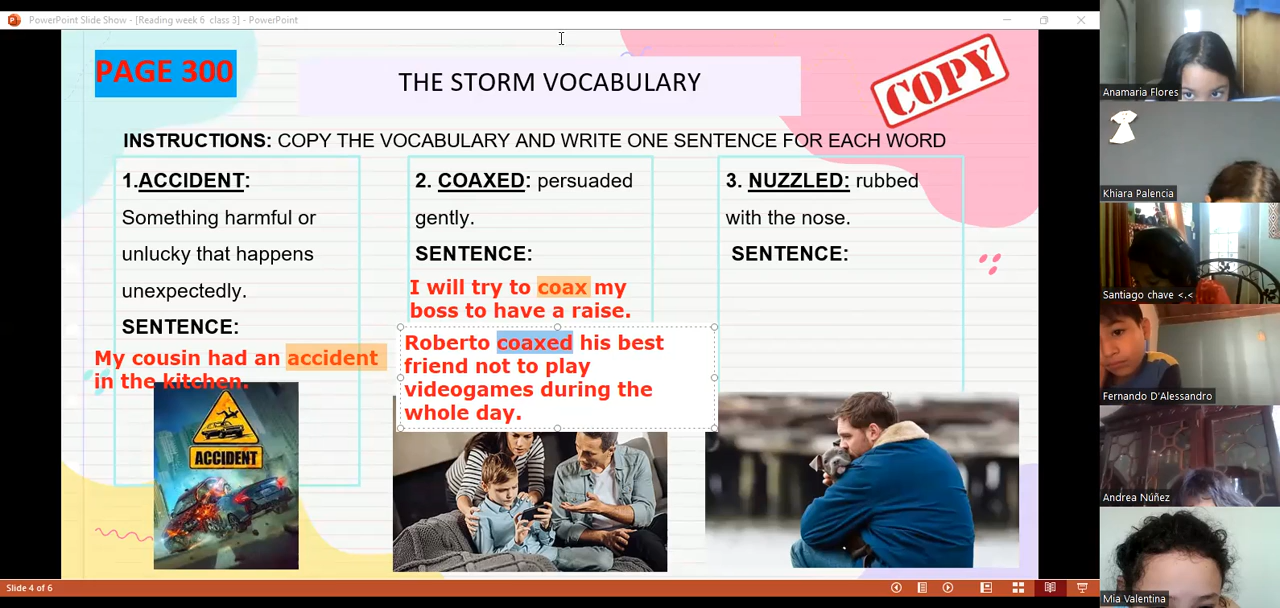 PowerPoint Slide Show - [Reading week 6 class 3] - PowerPoint
PAGE 300
THE STORM VOCABULARY
COPY
INSTRUCTIONS: COPY THE VOCABULARY AND WRITE ONE SENTENCE FOR EACH WORD
1.ACCIDENT:
Something harmful or
unlucky that happens
unexpectedly.
SENTENCE:
My cousin had an accident
in the kitchen.
ACCIDENT
2. COAXED: persuaded
gently.
SENTENCE:
I will try to coax my
boss to have a raise.
Roberto coaxed his best
friend not to play
videogames during the
whole day.
3. NUZZLED: rubbed
with the nose.
SENTENCE:
Slide 4 of 6
Anamaria Flores
Khiara Palencia
Santiago chave <.<
Fernando D'Alessandro
Andrea Núñez
Mia Valentina